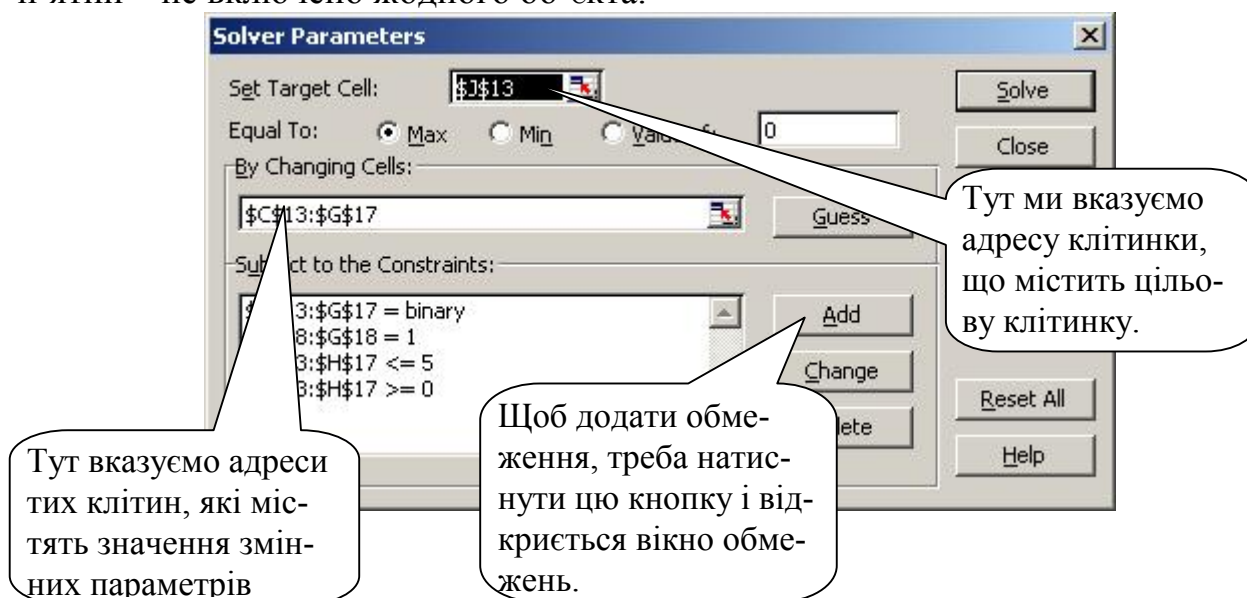 Solver Parameters
Set Target Cell: $J$13
Solve
Equal To: Max Min 0
Close
By Changing Cells:
$C$13:$G$17
Guess
Subject to the Constraints:
3:$G$17 = binary
8:$G$18 = 1
3:$H$17 <= 5
3:$H$17 >= 0
Add
Change
Reset All
Help
Тут ми вказуємо
адресу клітинки,
що містить цільо-
ву клітинку.
Щоб додати обме-
ження, треба натис-
нути цю кнопку і від-
криється вікно обме-
жень.
Тут вказуємо адреси
тих клітин, які міс-
тять значення змін-
них параметрів